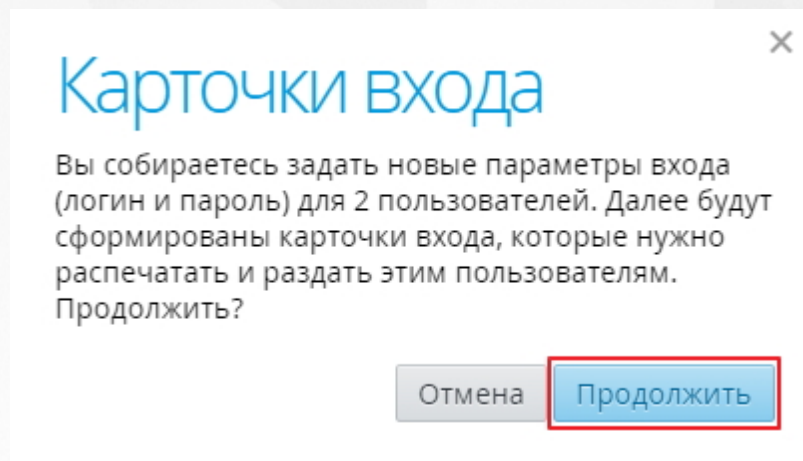 Карточки входа
Вы собираетесь задать новые параметры входа
(логин и пароль) для 2 пользователей. Далее будут
сформированы карточки входа, которые нужно
распечатать и раздать этим пользователям.
Продолжить?
Отмена Продолжить